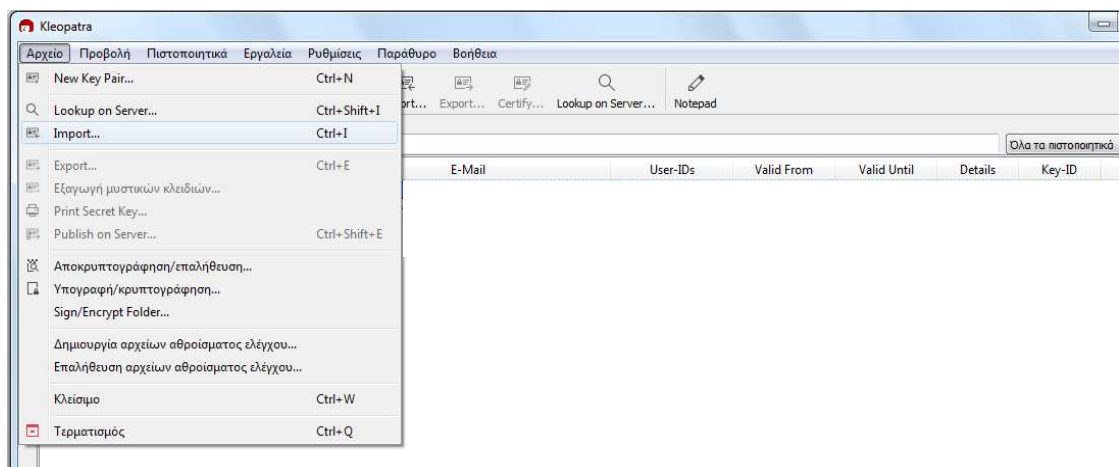 Kleopatra
Αρχείο Προβολή Πιστοποιητικά Εργαλεία Ρυθμίσεις Παράθυρο Βοήθεια
New Key Pair... Ctrl+N
Lookup on Server... Ctrl+Shift+I
Import... Ctrl+I
Export... Ctrl+E
Εξαγωγή μυστικών κλειδιών...
Print Secret Key...
Publish on Server... Ctrl+Shift+E
Αποκρυπτογράφηση/επαλήθευση...
Υπογραφή/κρυπτογράφηση...
Sign/Encrypt Folder...
Δημιουργία αρχείων αθροίσματος ελέγχου...
Επαλήθευση αρχείων αθροίσματος ελέγχου...
Κλείσιμο Ctrl+W
Τερματισμός Ctrl+Q
ort... Export... Certify... Lookup on Server... Notepad
Όλα τα πιστοποιητικά
E-Mail User-IDs Valid From Valid Until Details Key-ID